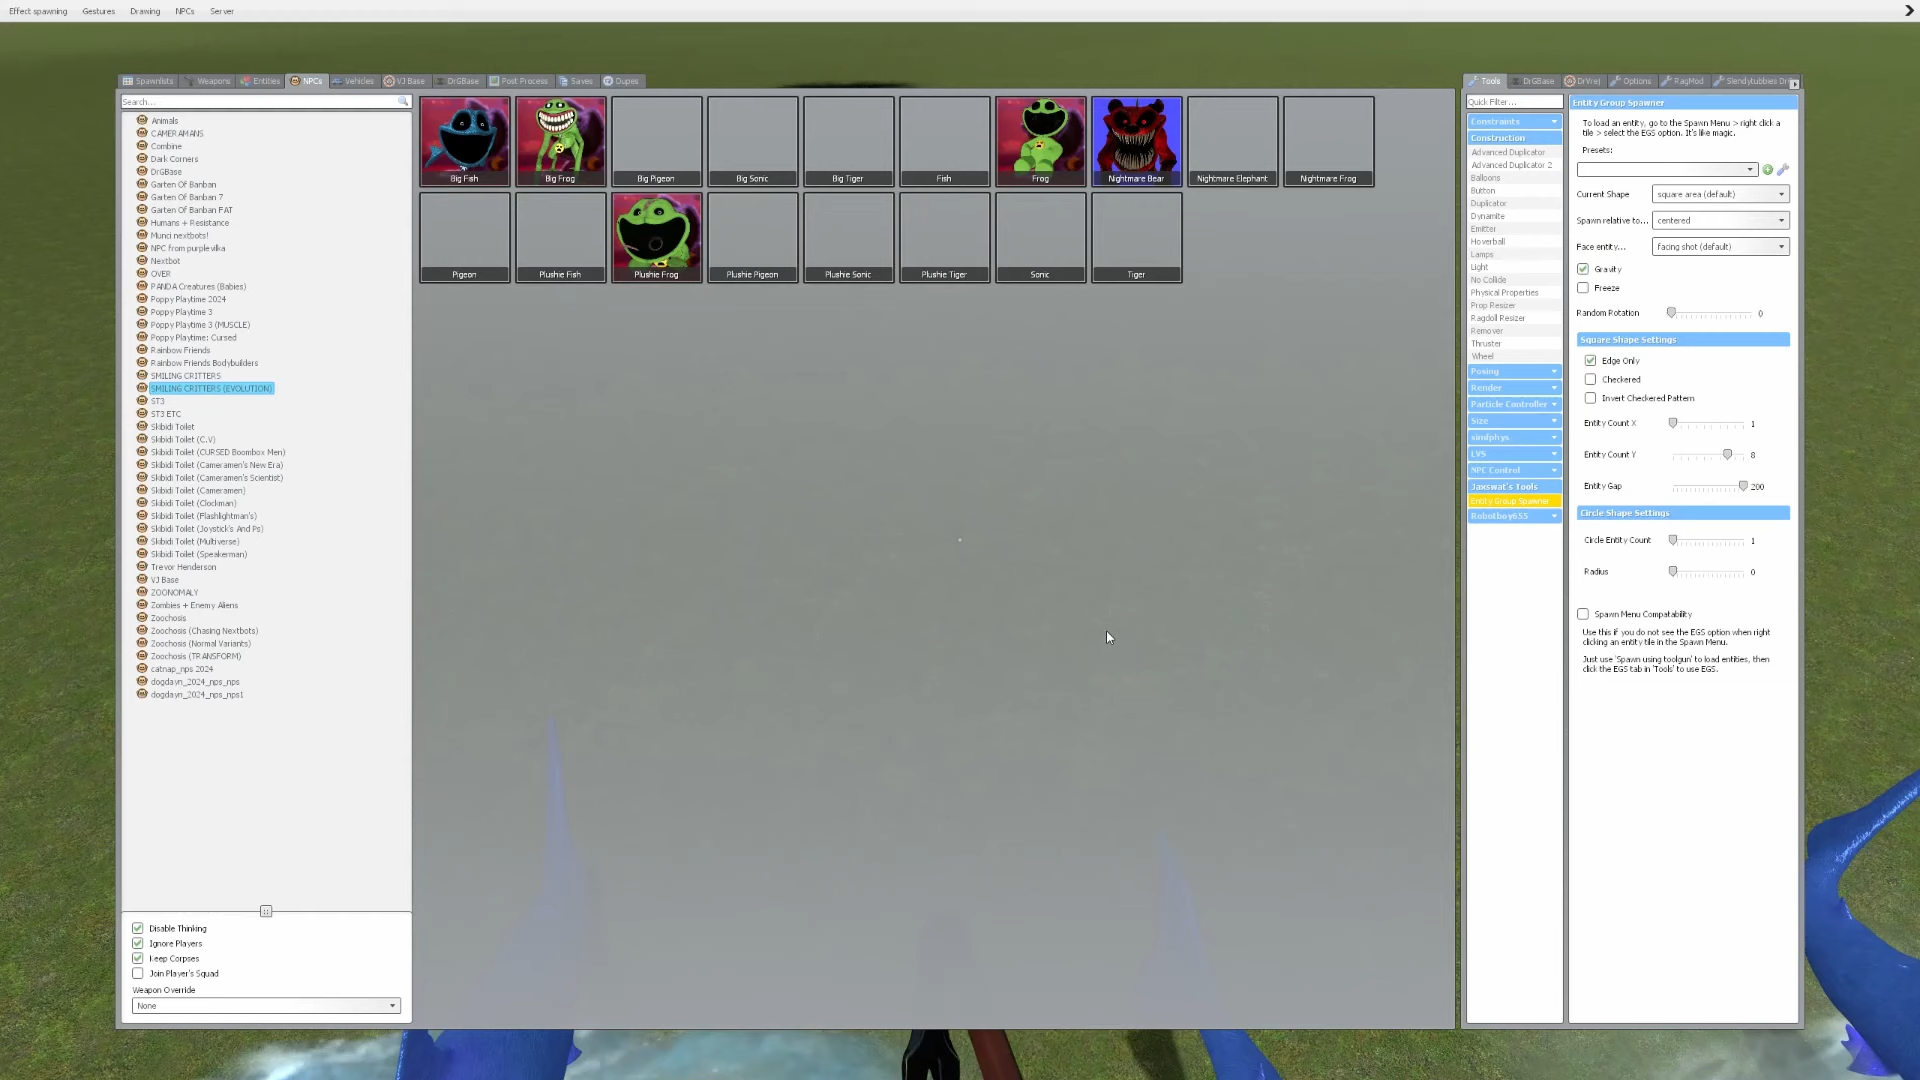 Effect spawning Gestures Drawing NPCs Server
Spawnlists Weapons Entities NPCs Vehicles VJ Base DrGBase Post Process Saves Dupes
Search...
Animals
CAMERAMANS
Combine
Dark Corners
DrGBase
Garten Of Banban
Garten Of Banban 7
Garten Of Banban FAT
Humans + Resistance
Munci nextbots!
NPC from purplevilka
Nextbot
OVER
PANDA Creatures (Babies)
Poppy Playtime 2024
Poppy Playtime 3
Poppy Playtime 3 (MUSCLE)
Poppy Playtime: Cursed
Rainbow Friends
Rainbow Friends Bodybuilders
SMILING CRITTERS
SMILING CRITTERS (EVOLUTION)
ST3
ST3 ETC
Skibidi Toilet
Skibidi Toilet (C.V)
Skibidi Toilet (CURSED Boombox Men)
Skibidi Toilet (Cameramen's New Era)
Skibidi Toilet (Cameramen's Scientist)
Skibidi Toilet (Cameramen)
Skibidi Toilet (Clockman)
Skibidi Toilet (Flashlightman's)
Skibidi Toilet (Joystick's And Ps)
Skibidi Toilet (Multiverse)
Skibidi Toilet (Speakerman)
Trevor Henderson
VJ Base
ZOONOMALY
Zombies + Enemy Aliens
Zoochosis
Zoochosis (Chasing Nextbots)
Zoochosis (Normal Variants)
Zoochosis (TRANSFORM)
catnap_nps 2024
dogdayn_2024_nps_nps
dogdayn_2024_nps_nps1
Disable Thinking
Ignore Players
Keep Corpses
Join Player's Squad
Weapon Override
None
Big Fish Big Frog Big Pigeon Big Sonic Big Tiger Fish Frog Nightmare Bear Nightmare Elephant Nightmare Frog
Pigeon Plushie Fish Plushie Frog Plushie Pigeon Plushie Sonic Plushie Tiger Sonic Tiger
Tools DrGBase DrVrej Options RagMod Slendytubbies
Quick Filter...
Constraints
Construction
Advanced Duplicator
Advanced Duplicator 2
Balloons
Button
Duplicator
Dynamite
Emitter
Hoverball
Lamps
Light
No Collide
Physical Properties
Prop Resizer
Ragdoll Resizer
Remover
Thruster
Wheel
Posing
Render
Particle Controller
Size
simfphys
LVS
NPC Control
Jaxswat's Tools
Entity Group Spawner
Robotboy655
Entity Group Spawner
To load an entity, go to the Spawn Menu > right click a
tile > select the EGS option. It's like magic.
Presets:
Current Shape square area (default)
Spawn relative to... centered
Face entity... facing shot (default)
Gravity
Freeze
Random Rotation 0
Square Shape Settings
Edge Only
Checkered
Invert Checkered Pattern
Entity Count X 1
Entity Count Y 8
Entity Gap 200
Circle Shape Settings
Circle Entity Count 1
Radius 0
Spawn Menu Compatability
Use this if you do not see the EGS option when right
clicking an entity tile in the Spawn Menu.
Just use 'Spawn using toolgun' to load entities, then
click the EGS tab in 'Tools' to use EGS.